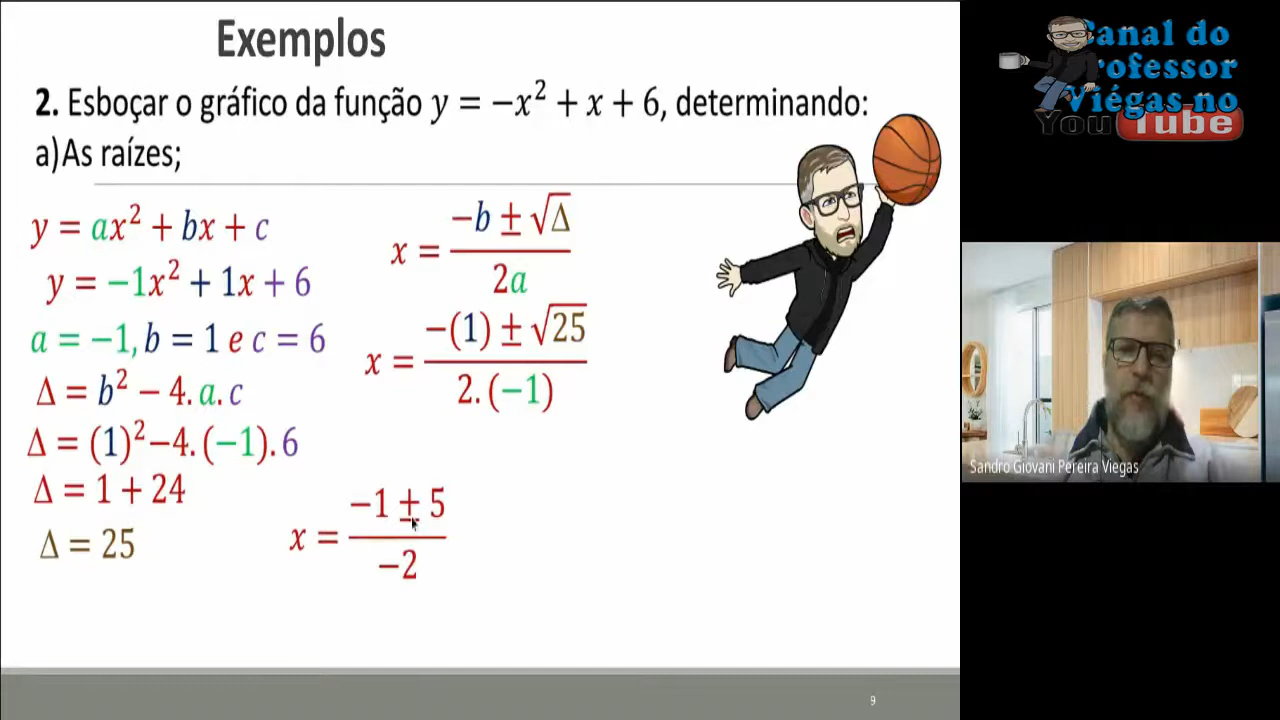 Exemplos
2. Esboçar o gráfico da função y = −x² + x + 6, determinando:
a)As raízes;
y = ax² + bx + c
y = −1x² + 1x + 6
a = −1, b = 1 e c = 6
Δ = b² − 4. a. c
Δ = (1)²−4. (−1). 6
Δ = 1 + 24
Δ = 25
x = (−b ± √Δ) / 2a
x = (−(1) ± √25) / 2. (−1)
x = (−1 ± 5) / −2
9
Canal do
Professor
Viégas no
You Tube
Sandro Giovani Pereira Viegas